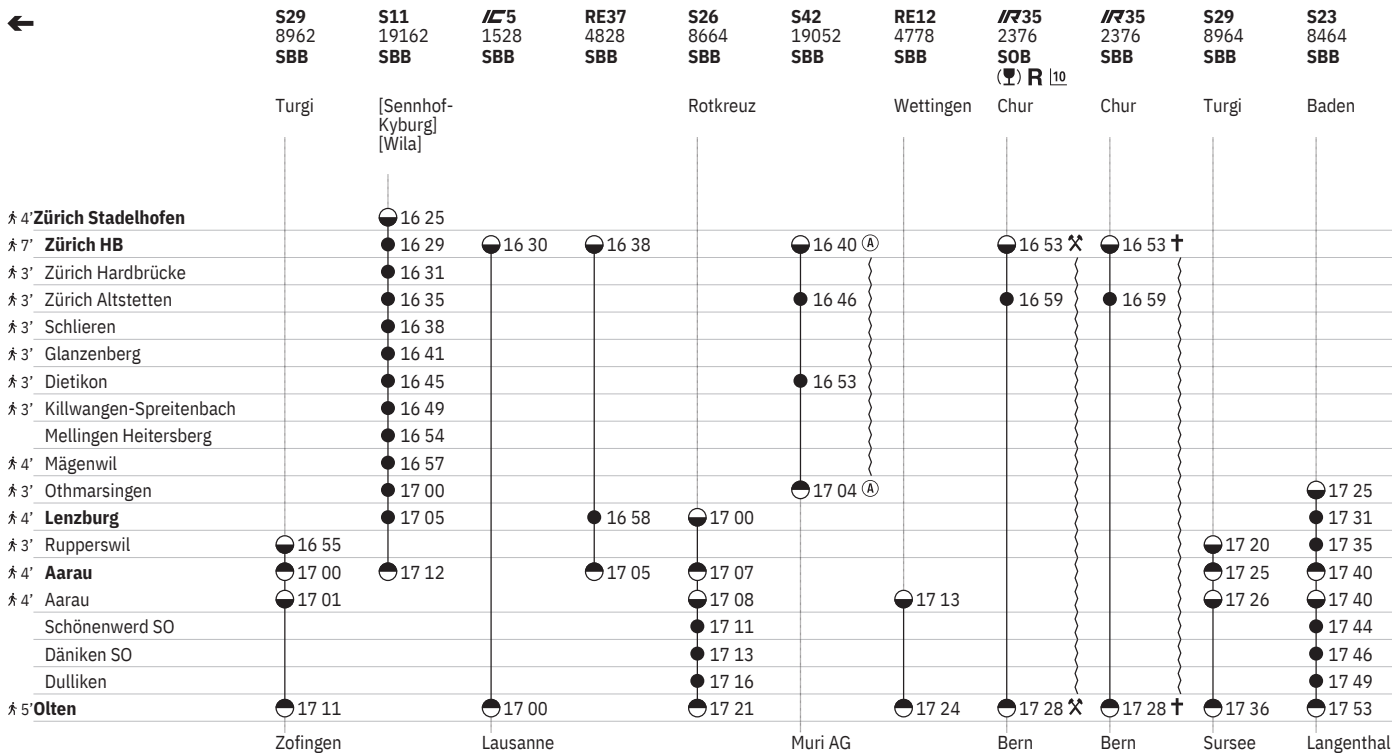 S29 S11 IC5 RE37 S26 S42 RE12 IR35 IR35 S29 S23
8962 19162 1528 4828 8664 19052 4778 2376 2376 8964 8464
SBB SBB SBB SBB SBB SBB SBB SOB SBB SBB SBB
R 10
Turgi [Sennhof- Rotkreuz Wettingen Chur Chur Turgi Baden
Kyburg]
[Wila]
4' Zürich Stadelhofen 16 25
7' Zürich HB 16 29 16 30 16 38 16 40 A 16 53 16 53
3' Zürich Hardbrücke 16 31
3' Zürich Altstetten 16 35 16 46 16 59 16 59
3' Schlieren 16 38
3' Glanzenberg 16 41
3' Dietikon 16 45 16 53
3' Killwangen-Spreitenbach 16 49
Mellingen Heitersberg 16 54
4' Mägenwil 16 57
3' Othmarsingen 17 00 17 04 A 17 25
4' Lenzburg 17 05 16 58 17 00 17 31
3' Rupperswil 16 55 17 20 17 35
4' Aarau 17 00 17 12 17 05 17 07 17 25 17 40
4' Aarau 17 01 17 08 17 13 17 26 17 40
Schönenwerd SO 17 11 17 44
Däniken SO 17 13 17 46
Dulliken 17 16 17 49
5' Olten 17 11 17 00 17 21 17 24 17 28 17 28 17 36 17 53
Zofingen Lausanne Muri AG Bern Bern Sursee Langenthal